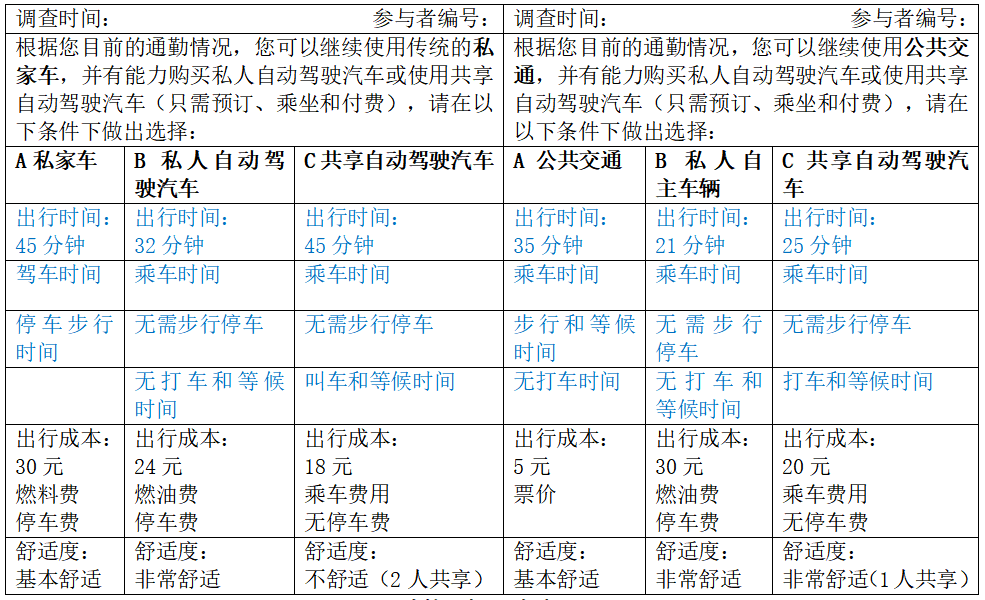 调查时间： 参与者编号：
根据您目前的通勤情况，您可以继续使用传统的私
家车，并有能力购买私人自动驾驶汽车或使用共享
自动驾驶汽车（只需预订、乘坐和付费），请在以
下条件下做出选择：
A 私家车
B 私人自动驾
驶汽车
C 共享自动驾驶汽车
出行时间：
45 分钟
出行时间：
32 分钟
出行时间：
45 分钟
驾车时间
乘车时间
乘车时间
停车步行
时间
无需步行停车
无需步行停车
无打车和等候
时间
叫车和等候时间
出行成本：
30 元
燃料费
停车费
出行成本：
24 元
燃油费
停车费
出行成本：
18 元
乘车费用
无停车费
舒适度：
基本舒适
舒适度：
非常舒适
舒适度：
不舒适（2 人共享）
调查时间： 参与者编号：
根据您目前的通勤情况，您可以继续使用公共交
通，并有能力购买私人自动驾驶汽车或使用共享
自动驾驶汽车（只需预订、乘坐和付费），请在
以下条件下做出选择：
A 公共交通
B 私人自
主车辆
C 共享自动驾驶汽
车
出行时间：
35 分钟
出行时间：
21 分钟
出行时间：
25 分钟
乘车时间
乘车时间
乘车时间
步行和等候
时间
无需步行
停车
无需步行停车
无打车时间
无打车和
等候时间
打车和等候时间
出行成本：
5 元
票价
出行成本：
30 元
燃油费
停车费
出行成本：
20 元
乘车费用
无停车费
舒适度：
基本舒适
舒适度：
非常舒适
舒适度：
非常舒适（1 人共享）